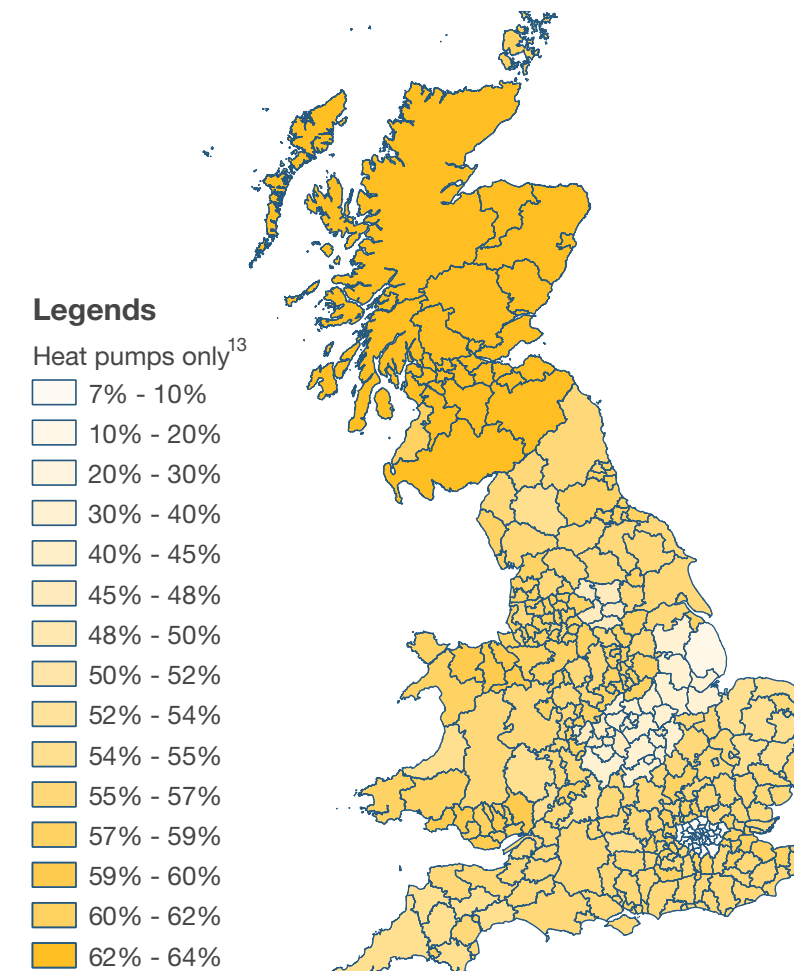 Legends
Heat pumps only13
7% - 10%
10% - 20%
20% - 30%
30% - 40%
40% - 45%
45% - 48%
48% - 50%
50% - 52%
52% - 54%
54% - 55%
55% - 57%
57% - 59%
59% - 60%
60% - 62%
62% - 64%